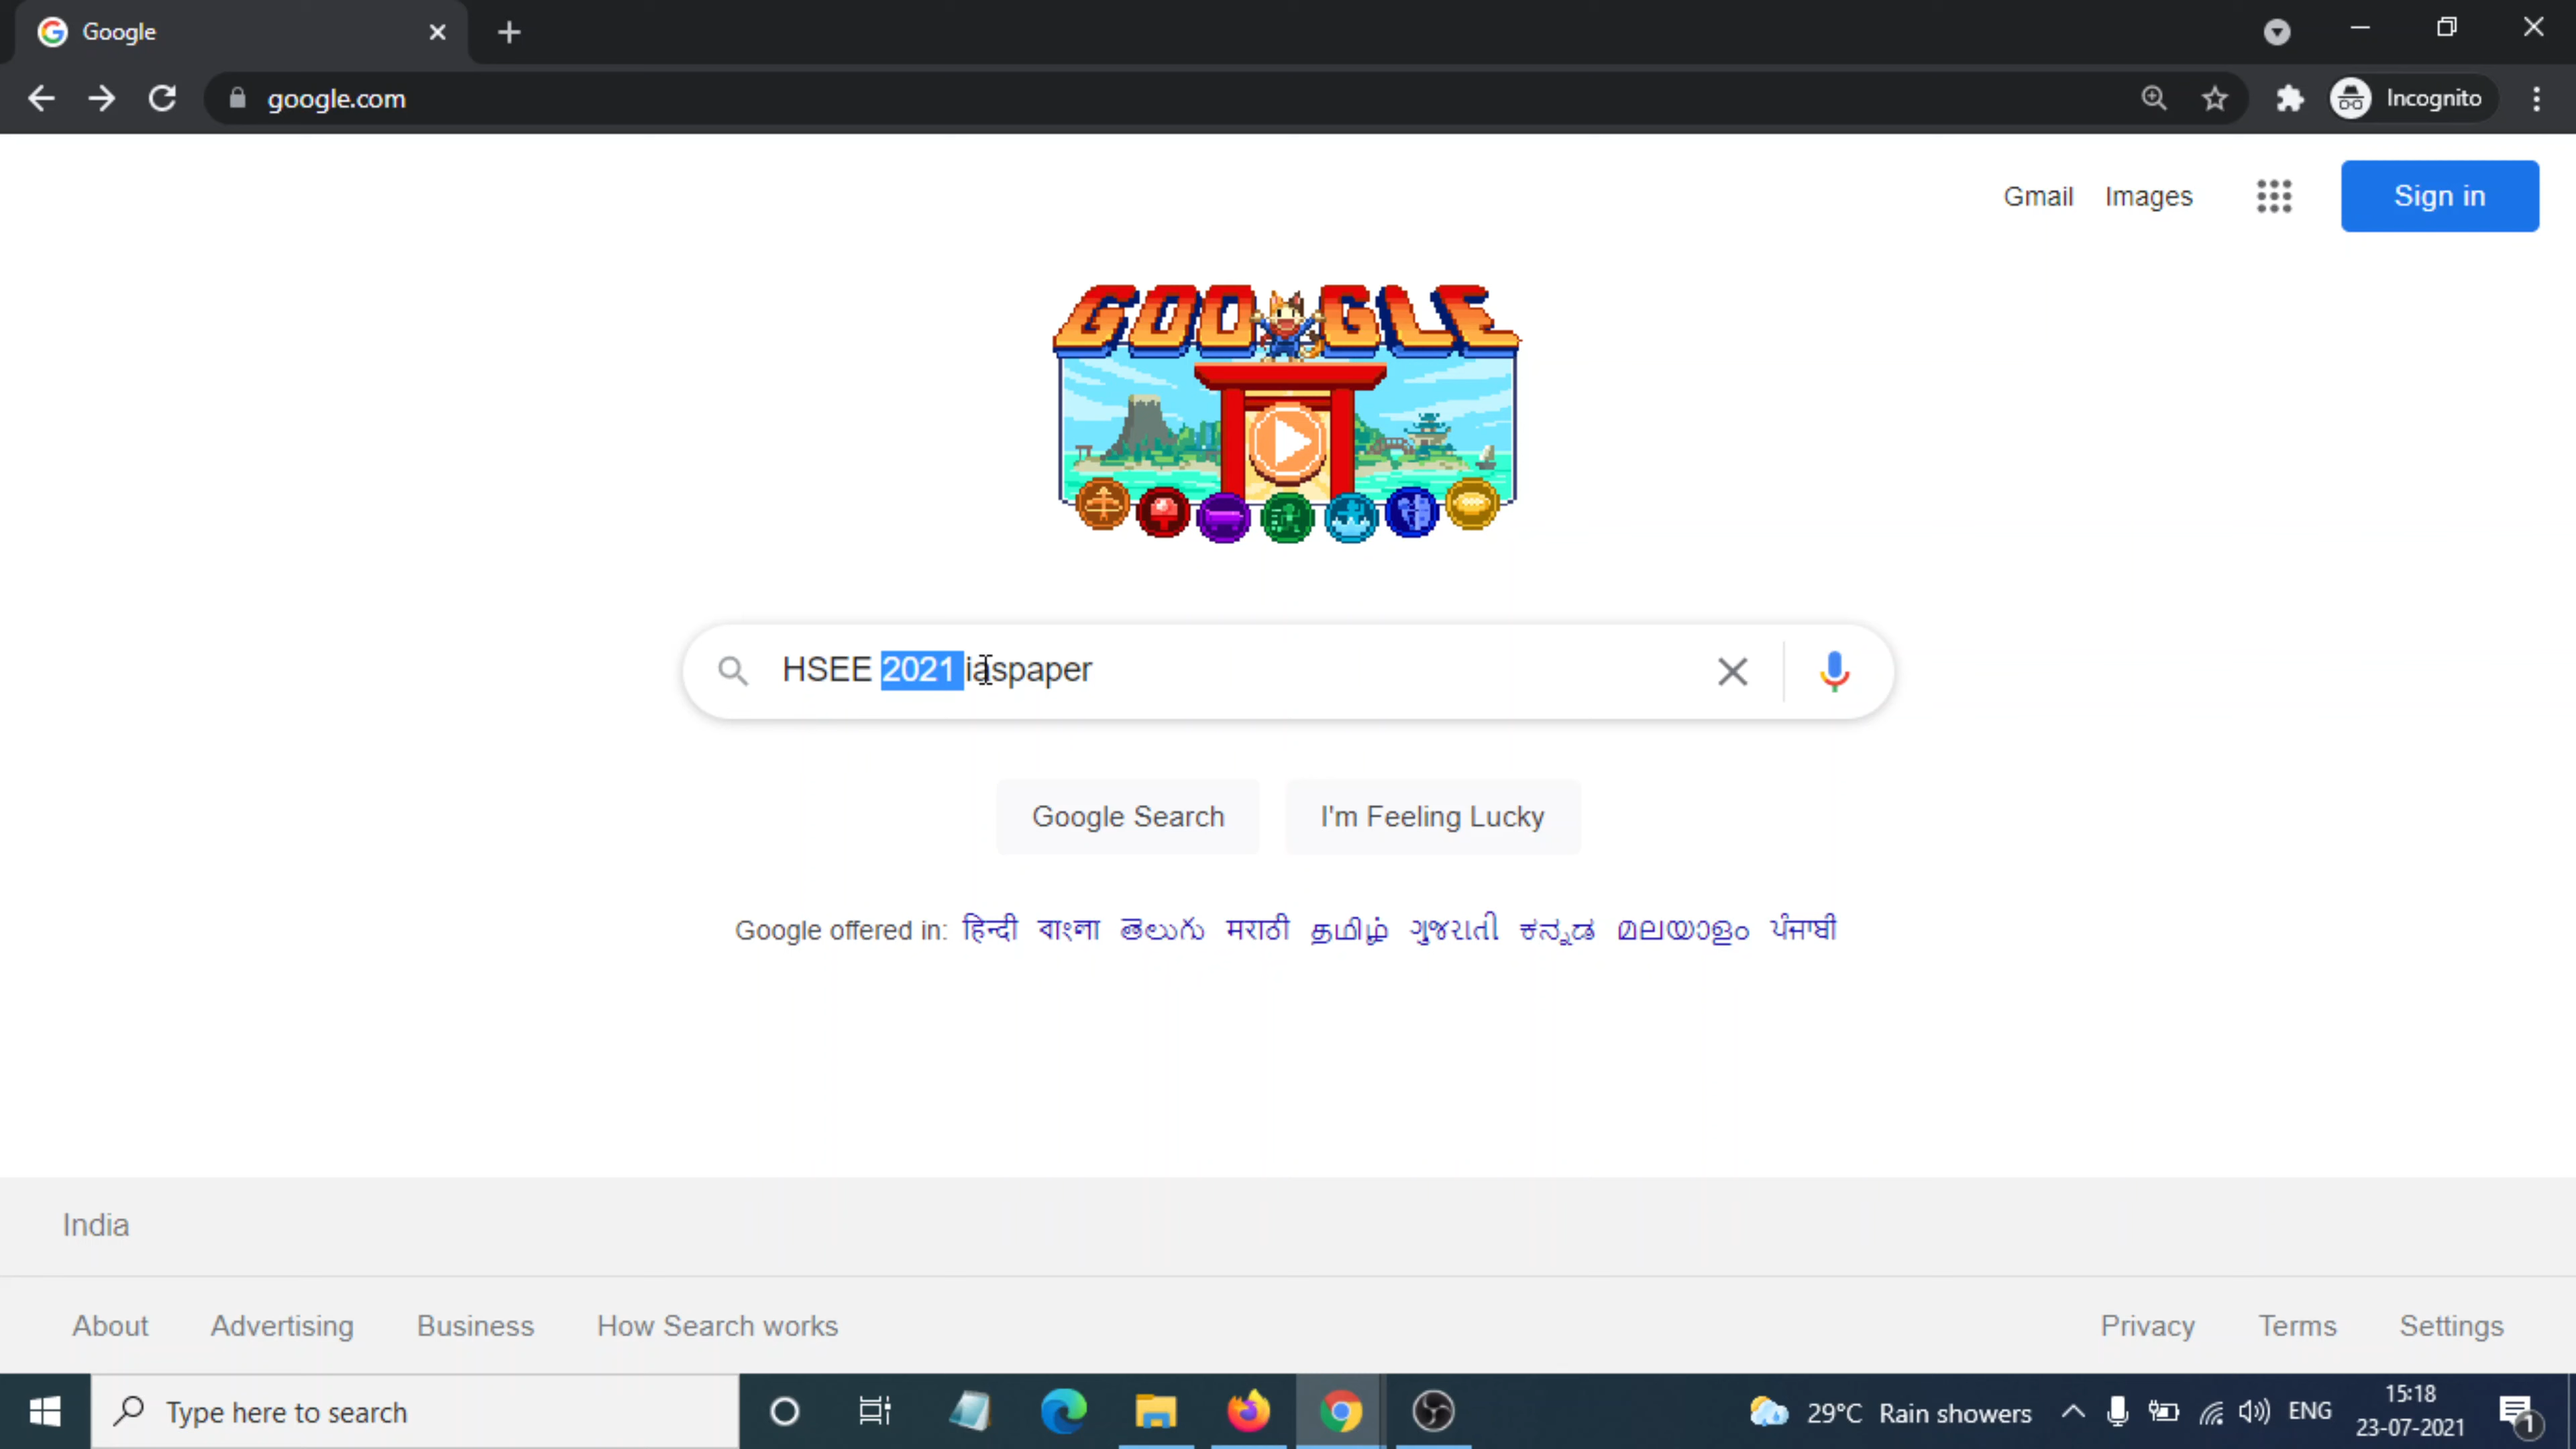 Google
google.com
Incognito
Gmail Images Sign in
GOOGLE
HSEE 2021 iaspaper
Google Search I'm Feeling Lucky
Google offered in: हिन्दी বাংলা తెలుగు मराठी தமிழ் ગુજરાતી ಕನ್ನಡ മലയാളം ਪੰਜਾਬੀ
India
About Advertising Business How Search works Privacy Terms Settings
Type here to search 29°C Rain showers ENG 15:18
23-07-2021 1